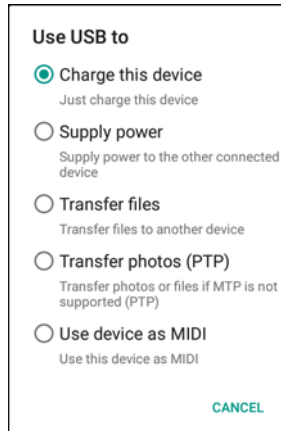 Use USB to
Charge this device
Just charge this device
Supply power
Supply power to the other connected
device
Transfer files
Transfer files to another device
Transfer photos (PTP)
Transfer photos or files if MTP is not
supported (PTP)
Use device as MIDI
Use this device as MIDI
CANCEL